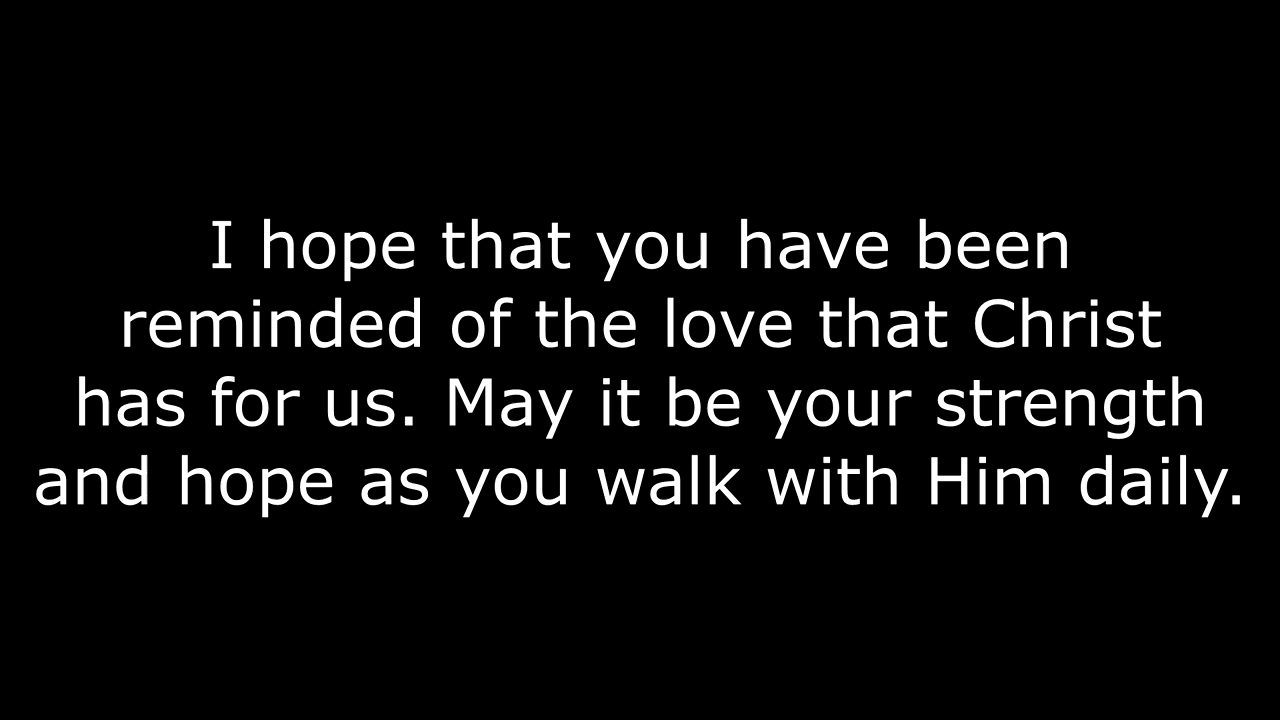 I hope that you have been
reminded of the love that Christ
has for us. May it be your strength
and hope as you walk with Him daily.